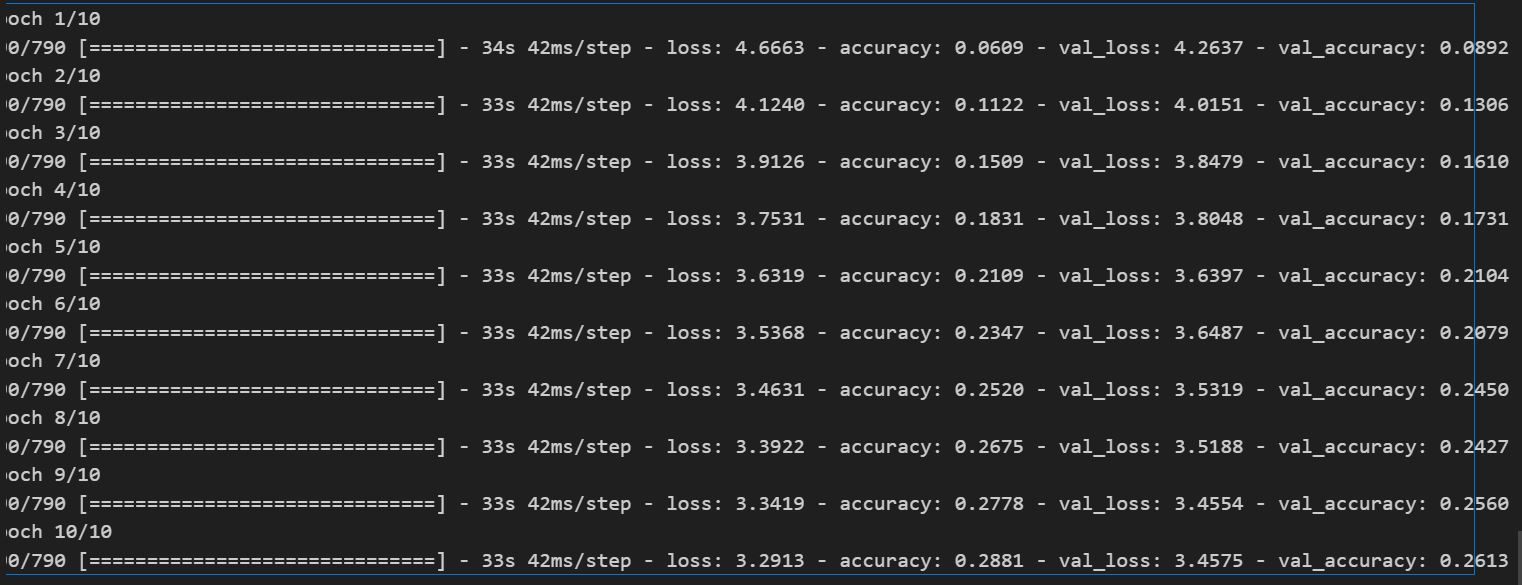 och 1/10
0/790 [==============================] - 34s 42ms/step - loss: 4.6663 - accuracy: 0.0609 - val_loss: 4.2637 - val_accuracy: 0.0892
och 2/10
0/790 [==============================] - 33s 42ms/step - loss: 4.1240 - accuracy: 0.1122 - val_loss: 4.0151 - val_accuracy: 0.1306
och 3/10
0/790 [==============================] - 33s 42ms/step - loss: 3.9126 - accuracy: 0.1509 - val_loss: 3.8479 - val_accuracy: 0.1610
och 4/10
0/790 [==============================] - 33s 42ms/step - loss: 3.7531 - accuracy: 0.1831 - val_loss: 3.8048 - val_accuracy: 0.1731
och 5/10
0/790 [==============================] - 33s 42ms/step - loss: 3.6319 - accuracy: 0.2109 - val_loss: 3.6397 - val_accuracy: 0.2104
och 6/10
0/790 [==============================] - 33s 42ms/step - loss: 3.5368 - accuracy: 0.2347 - val_loss: 3.6487 - val_accuracy: 0.2079
och 7/10
0/790 [==============================] - 33s 42ms/step - loss: 3.4631 - accuracy: 0.2520 - val_loss: 3.5319 - val_accuracy: 0.2450
och 8/10
0/790 [==============================] - 33s 42ms/step - loss: 3.3922 - accuracy: 0.2675 - val_loss: 3.5188 - val_accuracy: 0.2427
och 9/10
0/790 [==============================] - 33s 42ms/step - loss: 3.3419 - accuracy: 0.2778 - val_loss: 3.4554 - val_accuracy: 0.2560
och 10/10
0/790 [==============================] - 33s 42ms/step - loss: 3.2913 - accuracy: 0.2881 - val_loss: 3.4575 - val_accuracy: 0.2613